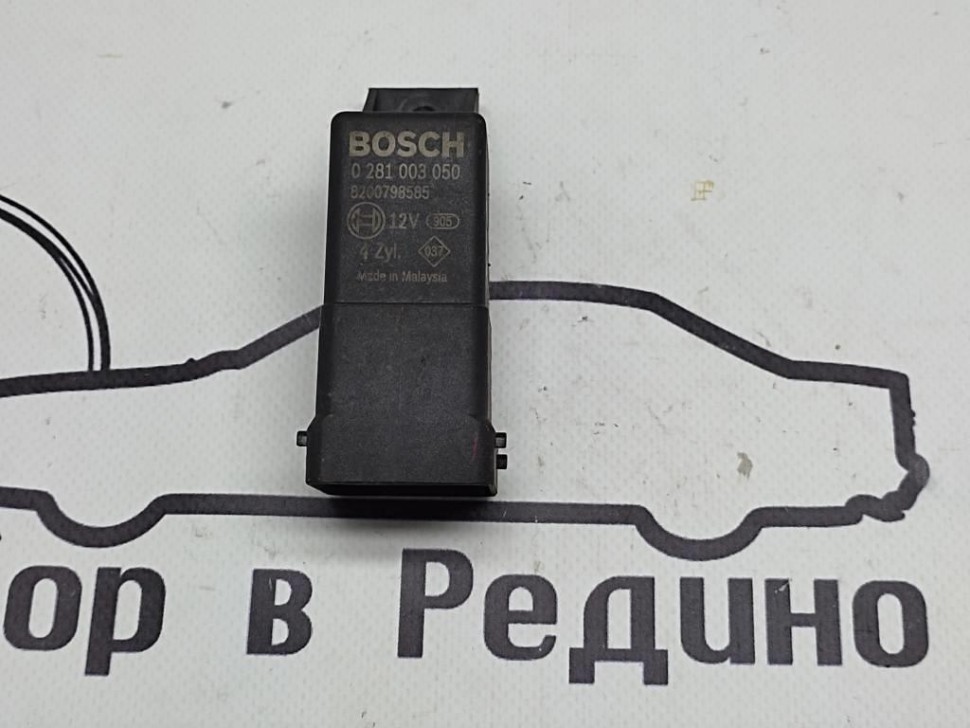 BOSCH
0 281 003 050
8200798585
12V 905
4 Zyl. 037
Made in Malaysia
ор в Редино